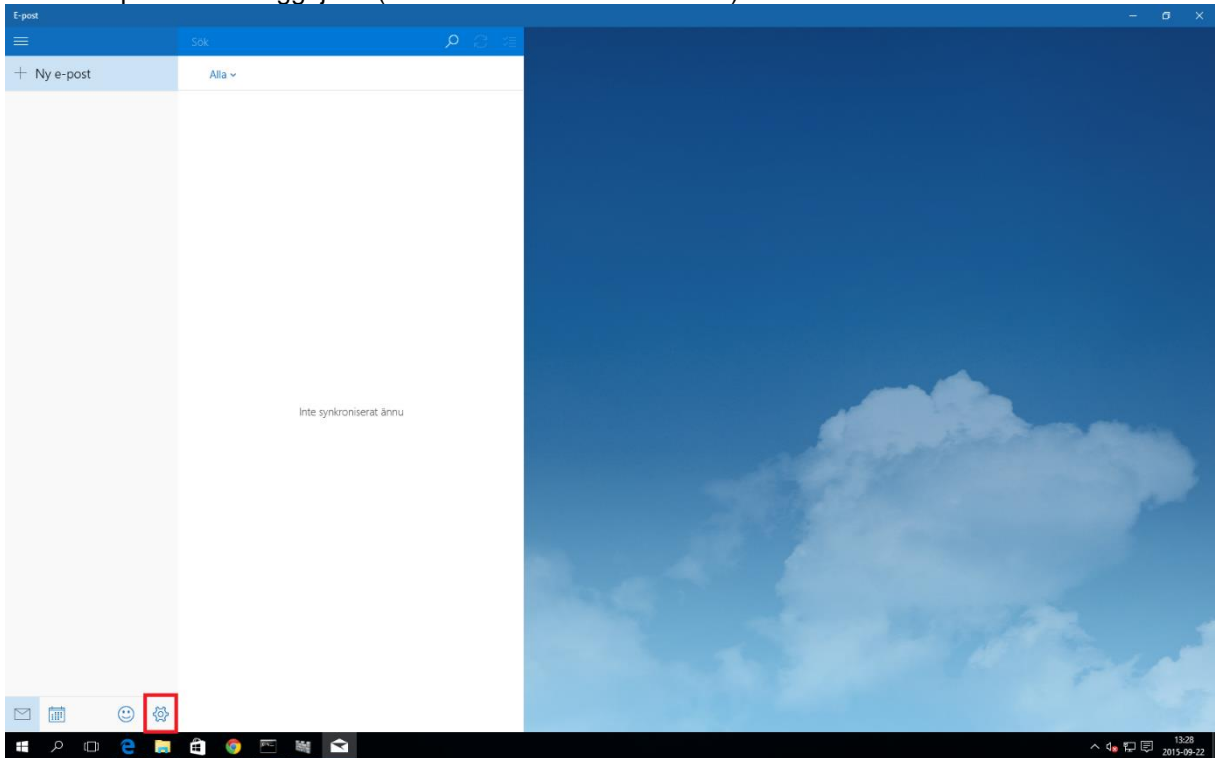 E-post
Sök
Ny e-post
Alla
Inte synkroniserat ännu
13:28
2015-09-22